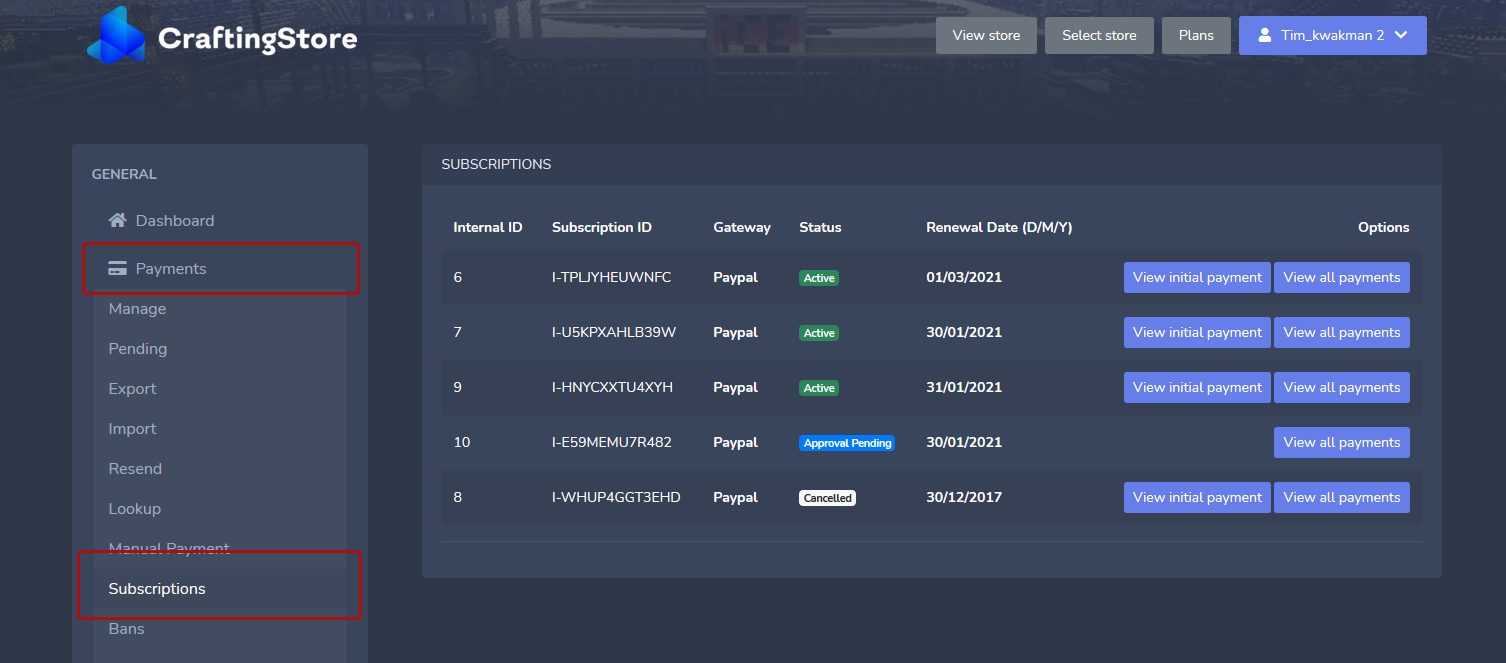 CraftingStore
View store Select store Plans Tim_kwakman 2
GENERAL
Dashboard
Payments
Manage
Pending
Export
Import
Resend
Lookup
Manual Payment
Subscriptions
Bans
SUBSCRIPTIONS
Internal ID Subscription ID Gateway Status Renewal Date (D/M/Y) Options
6 I-TPLJYHEUWNFC Paypal Active 01/03/2021 View initial payment View all payments
7 I-U5KPXAHLB39W Paypal Active 30/01/2021 View initial payment View all payments
9 I-HNYCXXTU4XYH Paypal Active 31/01/2021 View initial payment View all payments
10 I-E59MEMU7R482 Paypal Approval Pending 30/01/2021 View all payments
8 I-WHUP4GGT3EHD Paypal Cancelled 30/12/2017 View initial payment View all payments